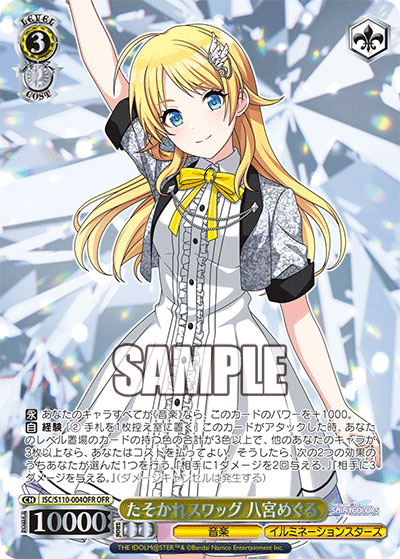 LEVEL
3
2
COST
SAMPLE
永 あなたのキャラすべてが《音楽》なら、このカードのパワーを＋1000。
自 経験 [② 手札を1枚控え室に置く] このカードがアタックした時、あなたの
レベル置場のカードの持つ色の合計が3色以上で、他のあなたのキャラが
3枚以上なら、あなたはコストを払ってよい。そうしたら、次の2つの効果の
うちあなたが選んだ1つを行う。『相手に1ダメージを2回与える。』『相手に3
ダメージを与える。』（ダメージキャンセルは発生する）
CH ISC/S110-004OFR OFR
10000
たそかれスワッグ 八宮めぐる
音楽
イルミネーションスターズ
SHINYCOLORS
THE IDOLM@STER™& ©Bandai Namco Entertainment Inc.